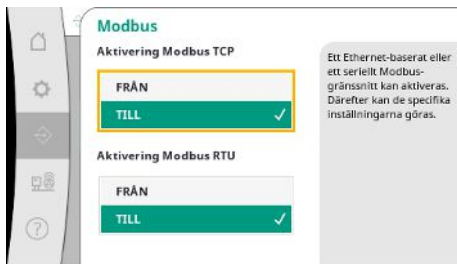 Modbus
Aktivering Modbus TCP
FRÅN
TILL
Aktivering Modbus RTU
FRÅN
TILL
Ett Ethernet-baserat eller
ett seriellt Modbus-
gränssnitt kan aktiveras.
Därefter kan de specifika
inställningarna göras.
?